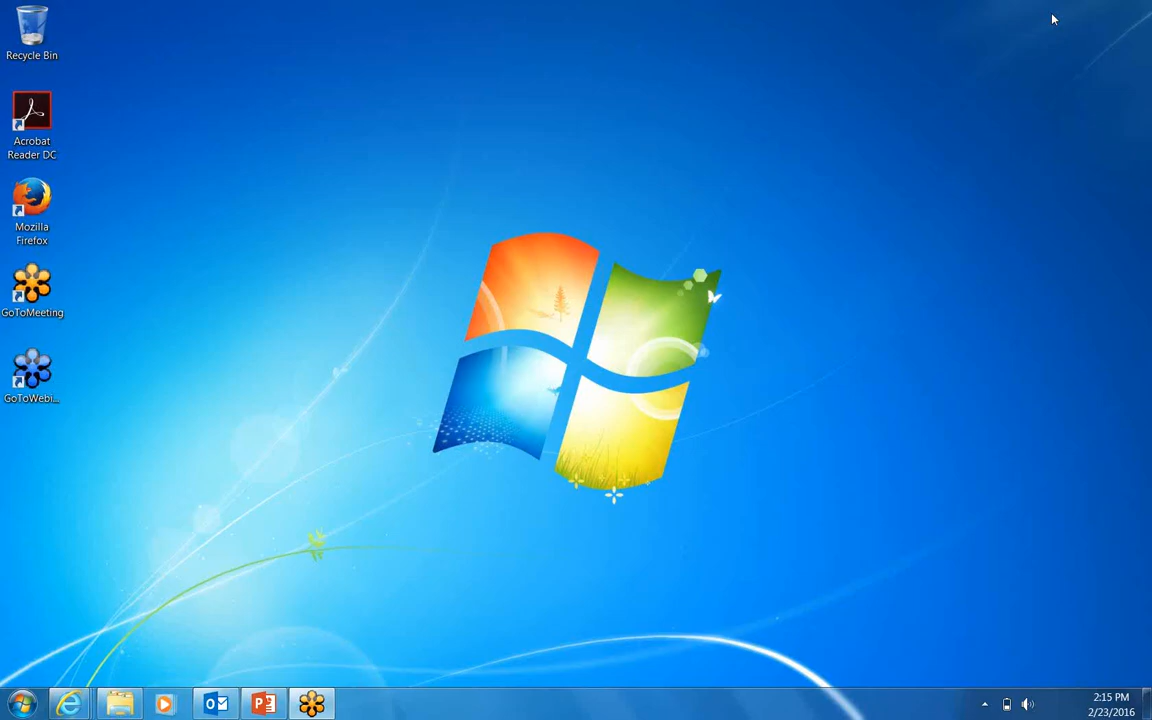 Recycle Bin
Acrobat
Reader DC
Mozilla
Firefox
GoToMeeting
GoToWebi...
2:15 PM
2/23/2016